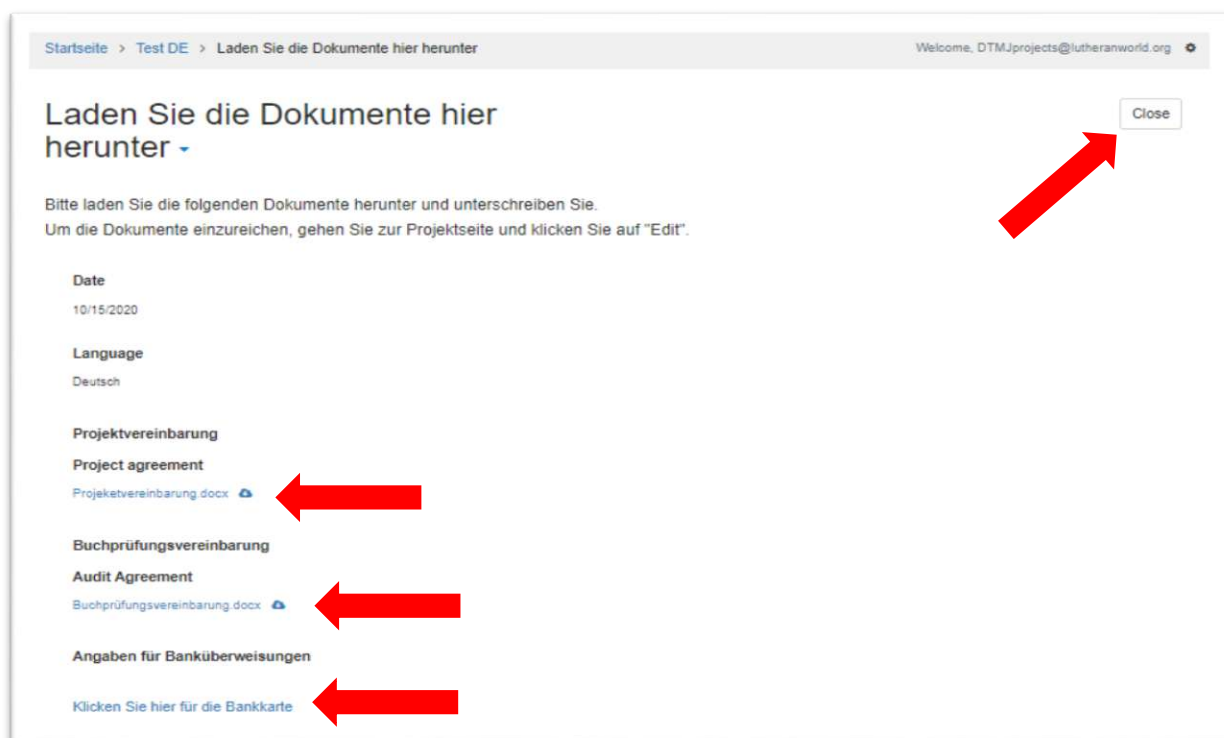 Startseite > Test DE > Laden Sie die Dokumente hier herunter
Welcome, DTMJprojects@lutheranworld.org
Laden Sie die Dokumente hier
herunter
Close
Bitte laden Sie die folgenden Dokumente herunter und unterschreiben Sie.
Um die Dokumente einzureichen, gehen Sie zur Projektseite und klicken Sie auf "Edit".
Date
10/15/2020
Language
Deutsch
Projektvereinbarung
Project agreement
Projeketvereinbarung.docx
Buchprüfungsvereinbarung
Audit Agreement
Buchprüfungsvereinbarung.docx
Angaben für Banküberweisungen
Klicken Sie hier für die Bankkarte